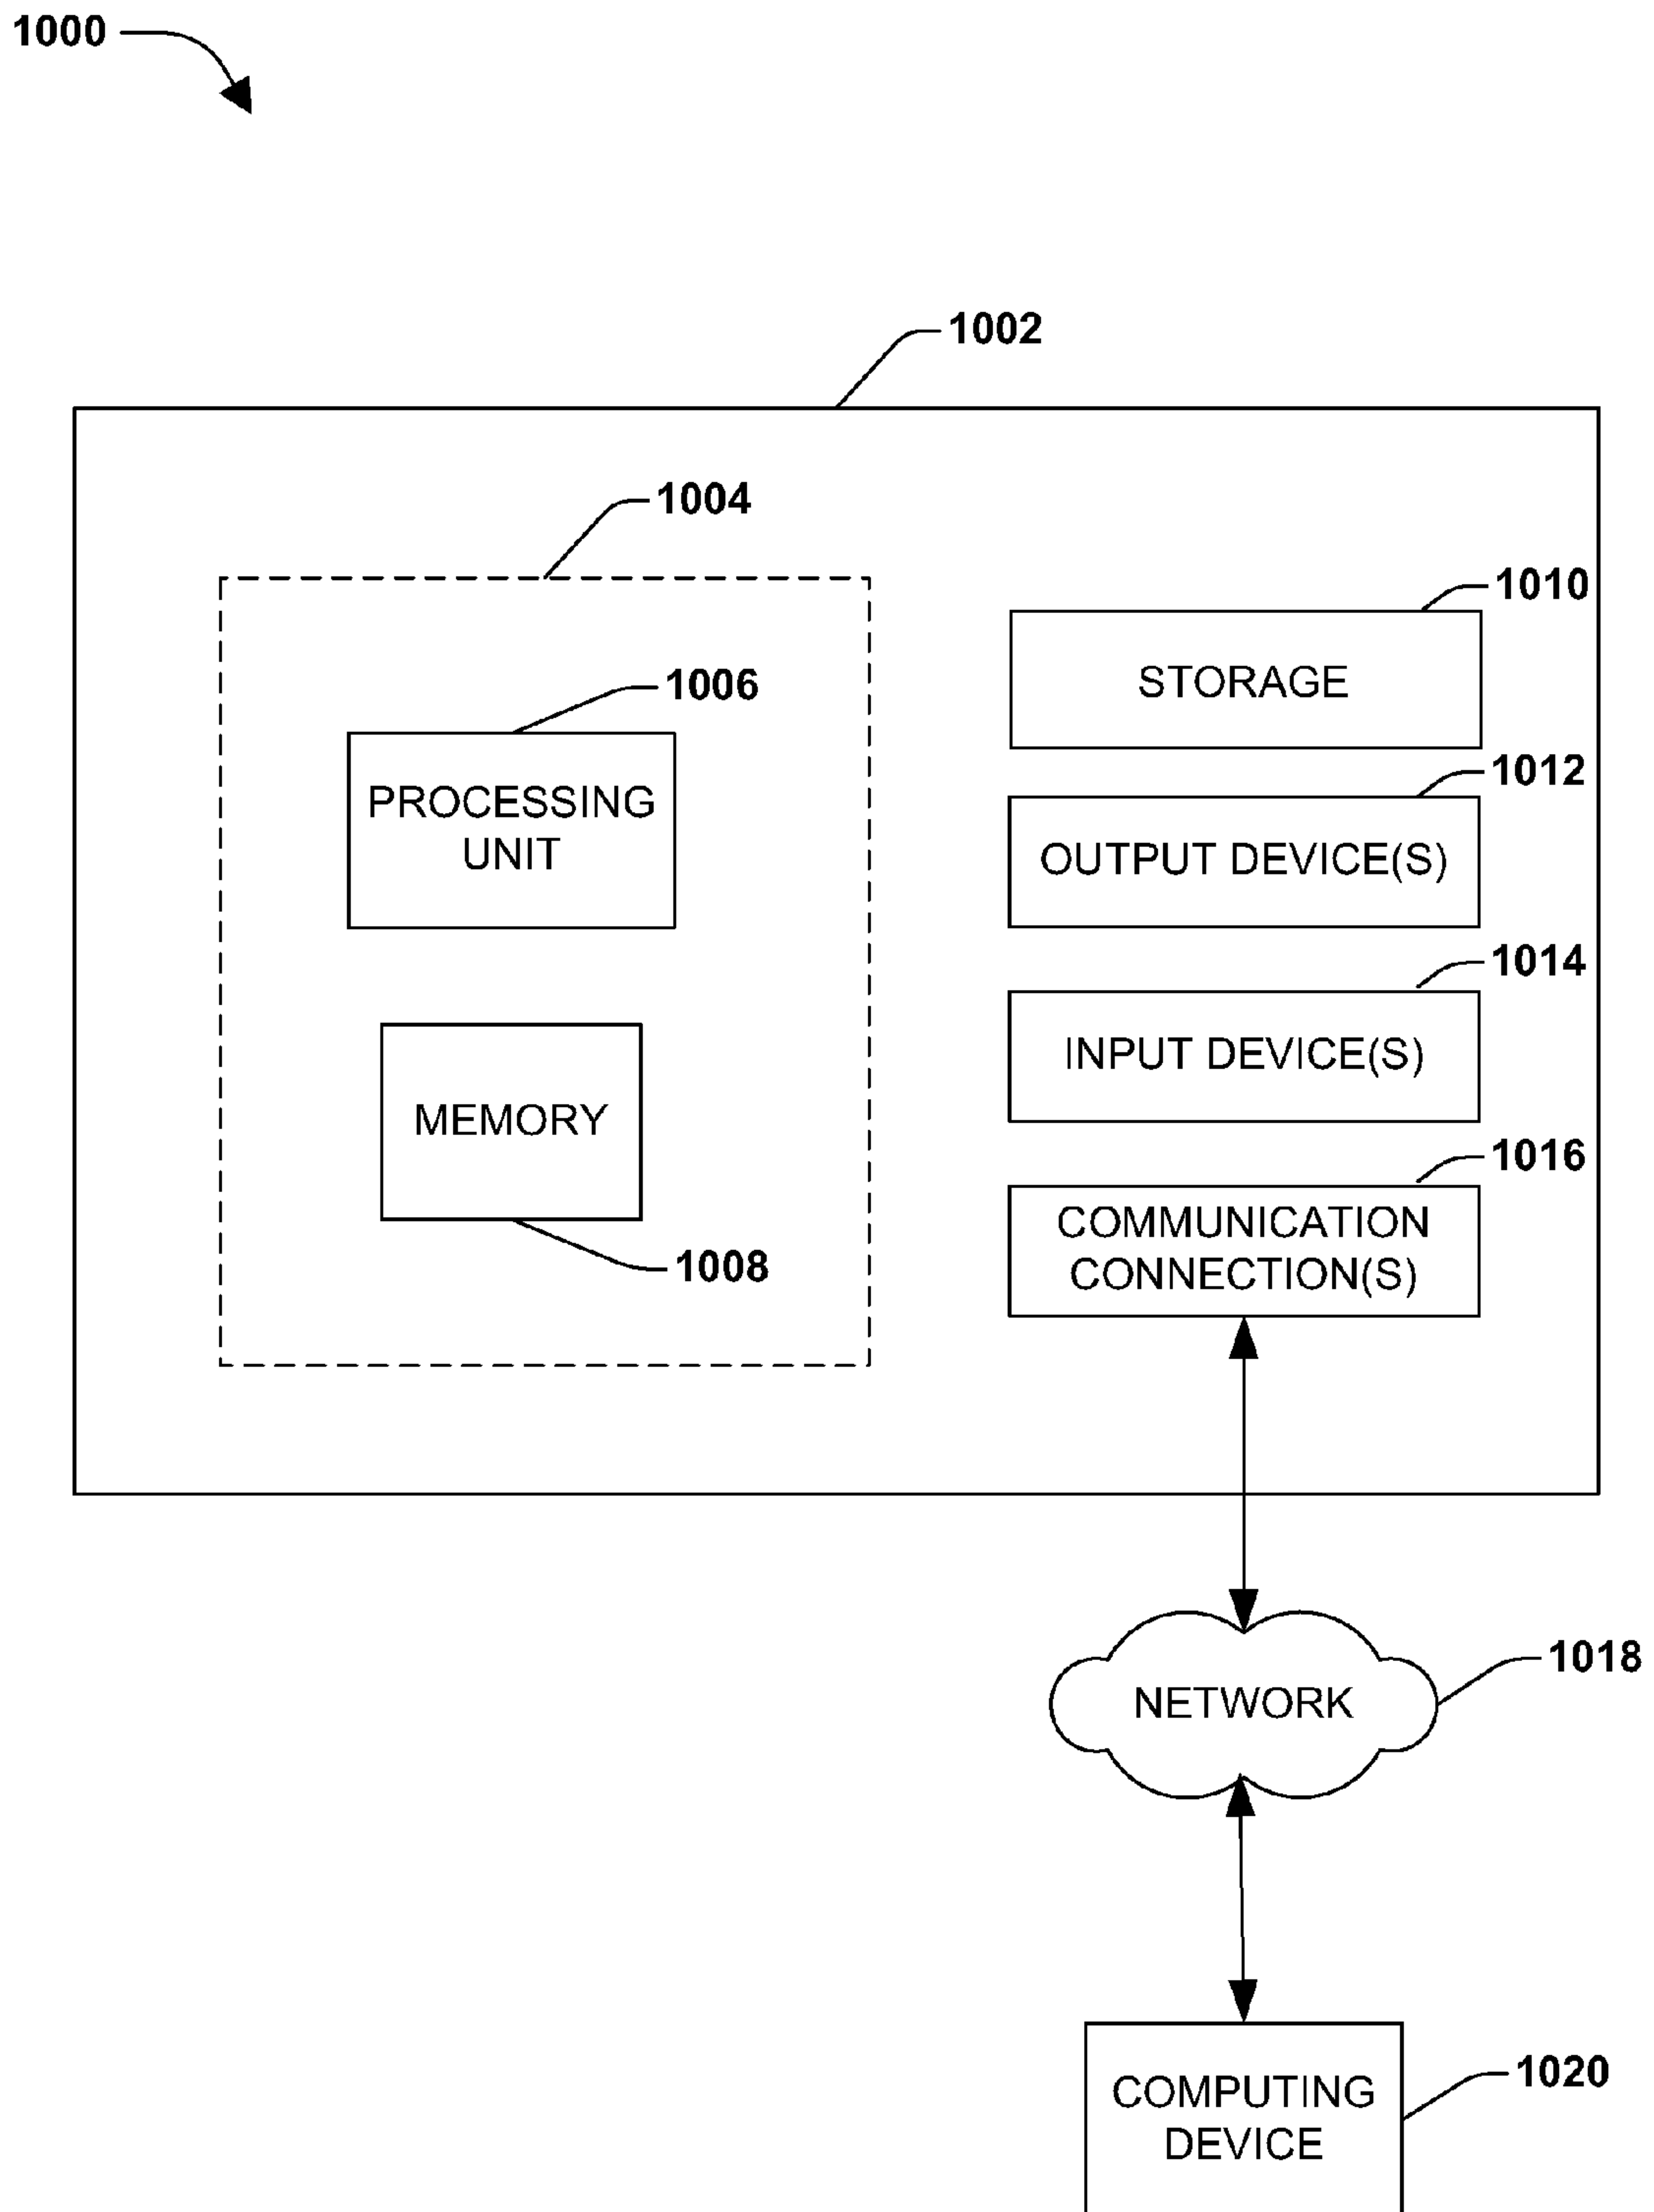 1000
1002
1004
1010
STORAGE
1006
PROCESSING
UNIT
1012
OUTPUT DEVICE(S)
1014
INPUT DEVICE(S)
MEMORY
1008
1016
COMMUNICATION
CONNECTION(S)
1018
NETWORK
1020
COMPUTING
DEVICE